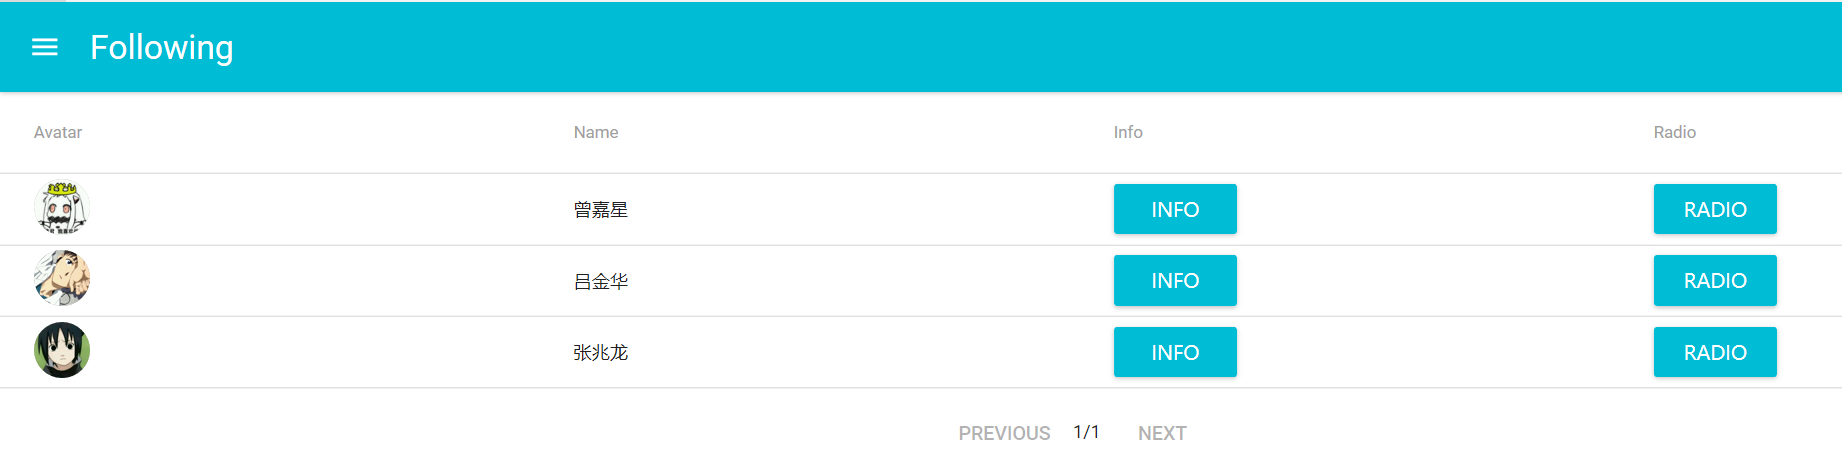 Following
Avatar Name Info Radio
曾嘉星 INFO RADIO
吕金华 INFO RADIO
张兆龙 INFO RADIO
PREVIOUS 1/1 NEXT